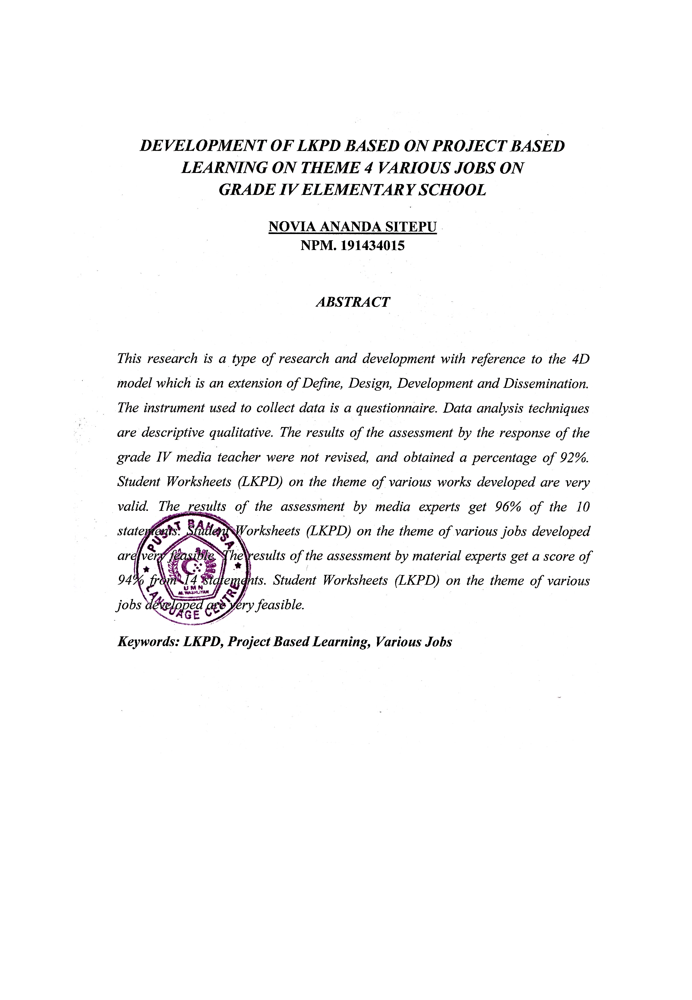 DEVELOPMENT OF LKPD BASED ON PROJECT BASED
LEARNING ON THEME 4 VARIOUS JOBS ON
GRADE IV ELEMENTARY SCHOOL
NOVIA ANANDA SITEPU
NPM. 191434015
ABSTRACT
This research is a type of research and development with reference to the 4D
model which is an extension of Define, Design, Development and Dissemination.
The instrument used to collect data is a questionnaire. Data analysis techniques
are descriptive qualitative. The results of the assessment by the response of the
grade IV media teacher were not revised, and obtained a percentage of 92%.
Student Worksheets (LKPD) on the theme of various works developed are very
valid. The results of the assessment by media experts get 96% of the 10
statements. Student Worksheets (LKPD) on the theme of various jobs developed
are very feasible. The results of the assessment by material experts get a score of
94% from 14 statements. Student Worksheets (LKPD) on the theme of various
jobs developed are very feasible.
PUSAT BAHASA
UMN
AL WASHLIYAH
LANGUAGE CENTRE
Keywords: LKPD, Project Based Learning, Various Jobs